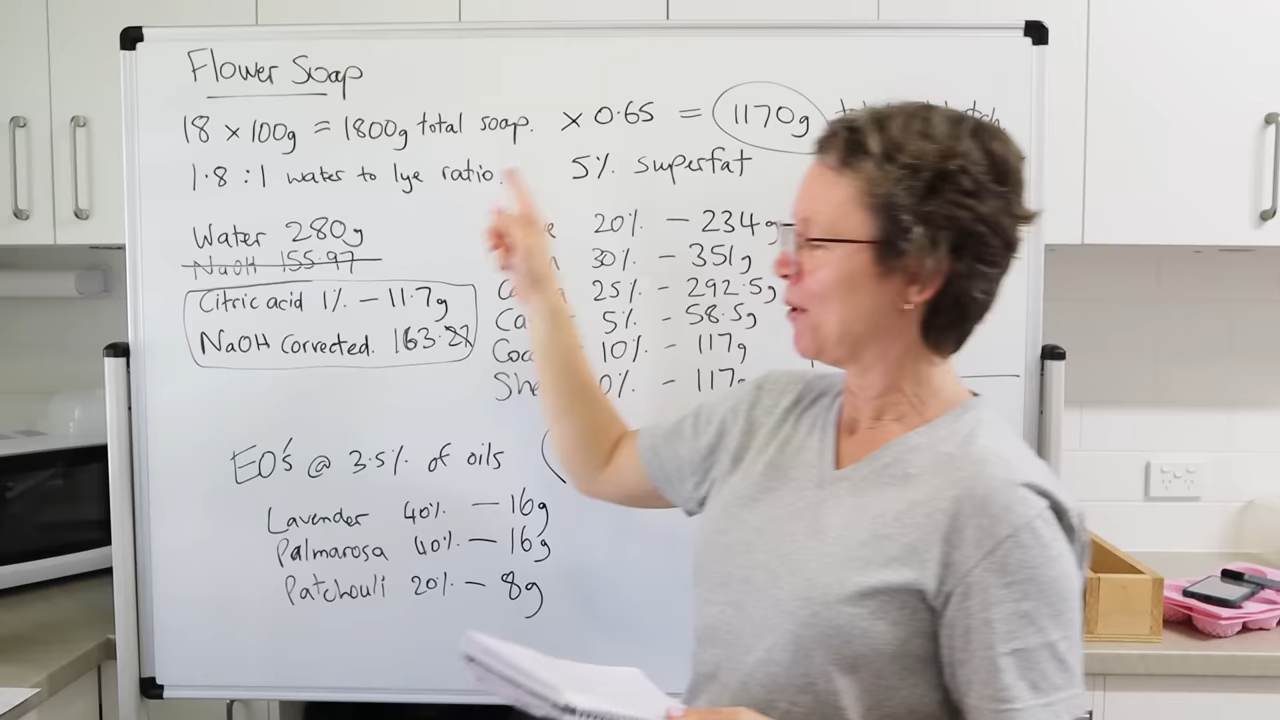 Flower Soap
18 x 100g = 1800g total soap. x 0.65 = 1170g
1.8 : 1 water to lye ratio. 5% superfat
Water 280g
NaOH 155.97
Citric acid 1% - 11.7g
NaOH Corrected. 163.27
20% - 234g
30% - 351g
25% - 292.5g
5% - 58.5g
10% - 117g
0% - 117g
EO's @ 3.5% of oils
Lavender 40% - 16g
Palmarosa 40% - 16g
Patchouli 20% - 8g